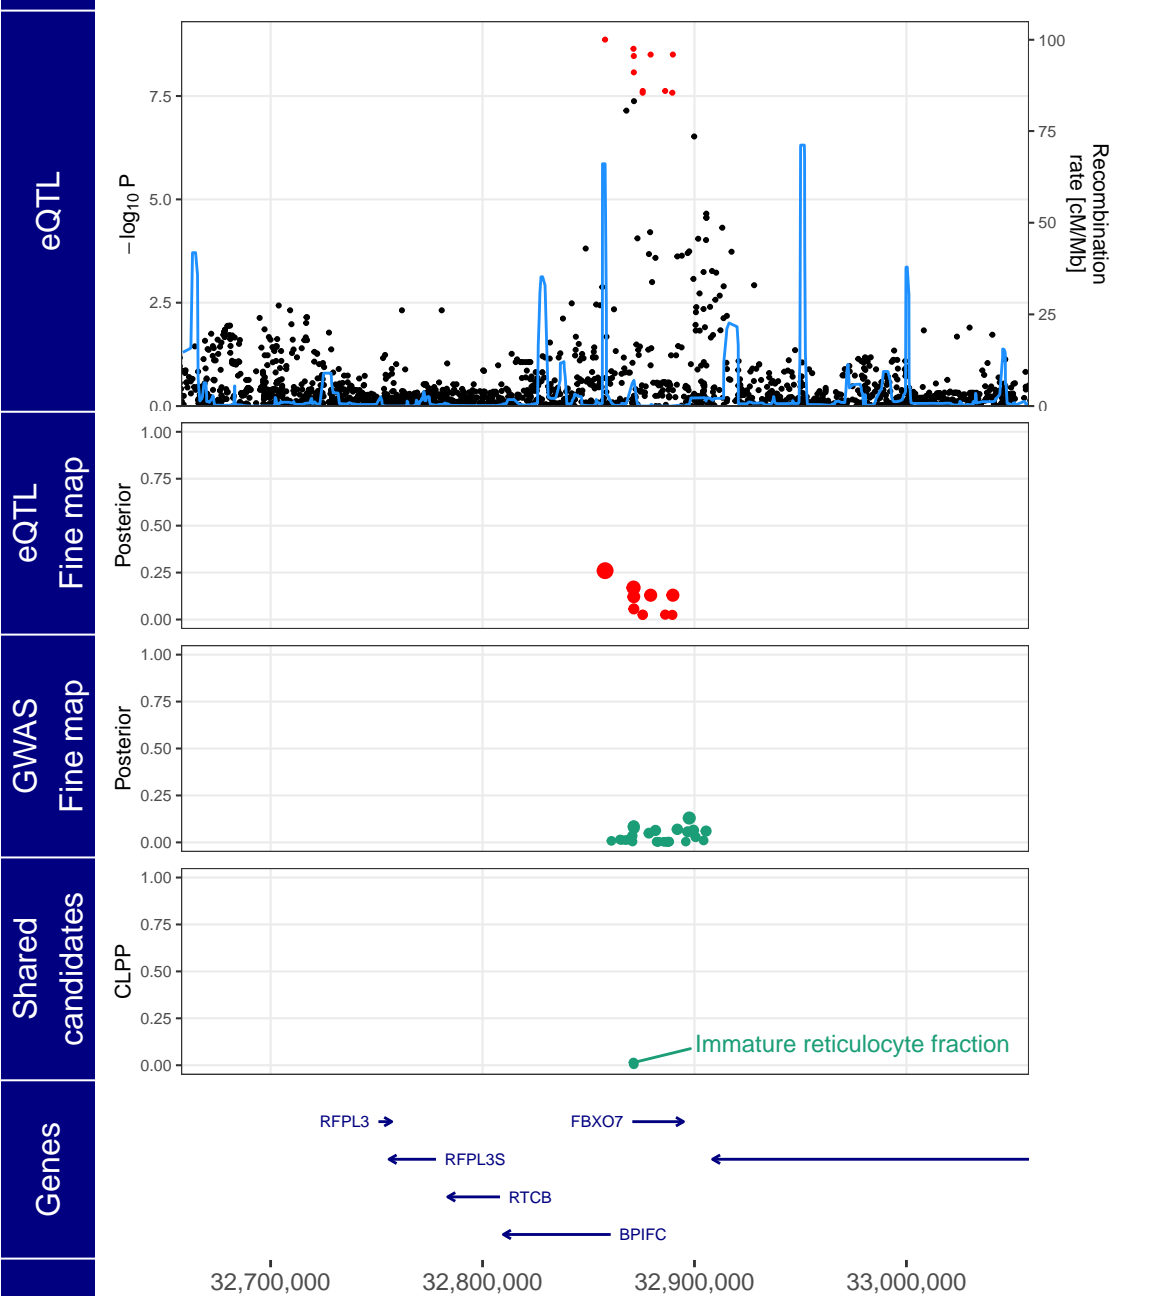 eQTL
−log10 P
7.5
5.0
2.5
0.0
100
75
50
25
0
Recombination
rate [cM/Mb]
eQTL
Fine map
Posterior
1.00
0.75
0.50
0.25
0.00
GWAS
Fine map
Posterior
1.00
0.75
0.50
0.25
0.00
Shared
candidates
CLPP
1.00
0.75
0.50
0.25
0.00
Immature reticulocyte fraction
Genes
RFPL3
FBXO7
RFPL3S
RTCB
BPIFC
32,700,000
32,800,000
32,900,000
33,000,000